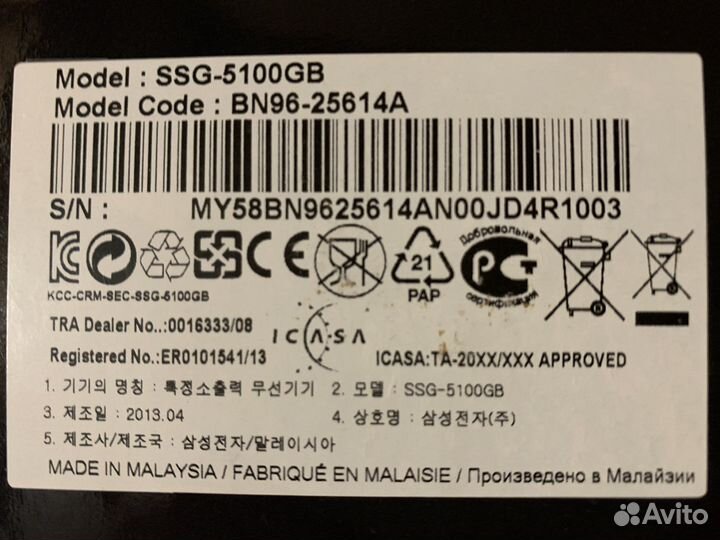 Model : SSG-5100GB
Model Code : BN96-25614A
S/N : MY58BN9625614AN00JD4R1003
KC CE 21 PAP Добровольная РСТ сертификация
KCC-CRM-SEC-SSG-5100GB
TRA Dealer No..:0016333/08
ICASA
Registered No.:ER0101541/13 ICASA:TA-20XX/XXX APPROVED
1. 기기의 명칭 : 특정소출력 무선기기 2. 모델 : SSG-5100GB
3. 제조일 : 2013.04 4. 상호명 : 삼성전자(주)
5. 제조사/제조국 : 삼성전자/말레이시아
MADE IN MALAYSIA / FABRIQUÉ EN MALAISIE / Произведено в Малайзии
Avito